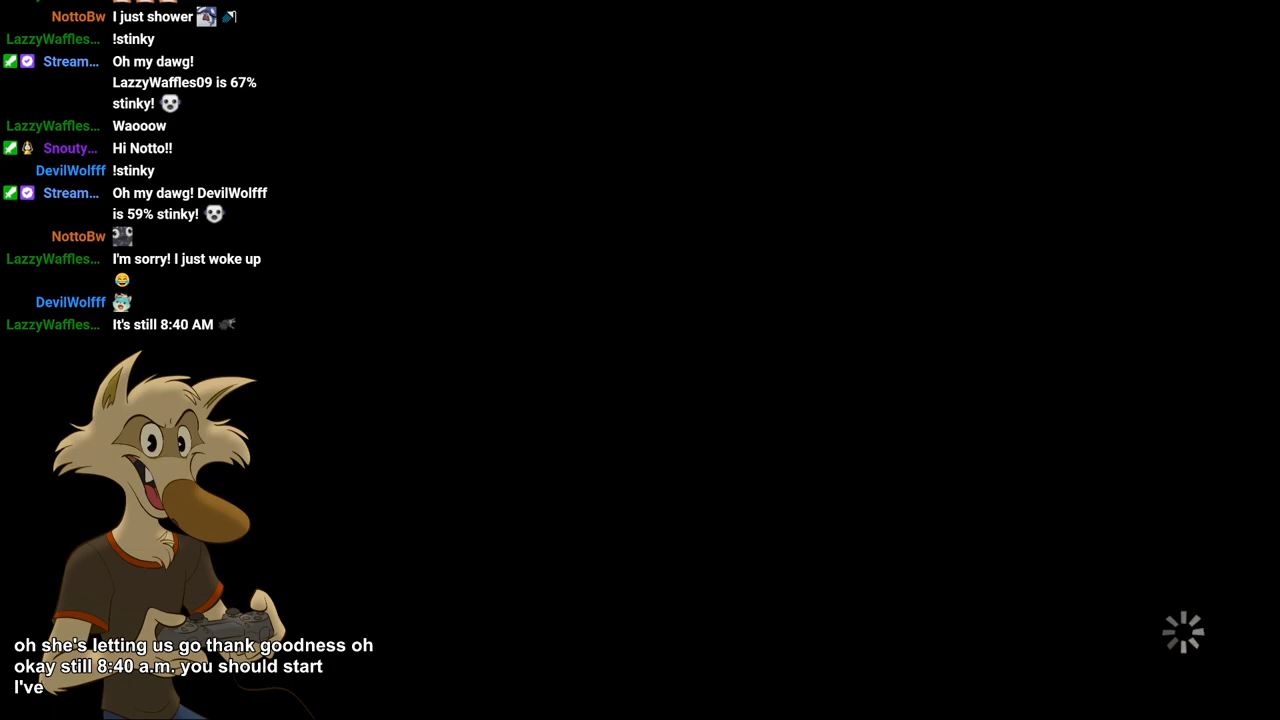 NottoBw I just shower
LazzyWaffles... !stinky
Stream... Oh my dawg!
LazzyWaffles09 is 67%
stinky!
LazzyWaffles... Waooow
Snouty... Hi Notto!!
DevilWolfff !stinky
Stream... Oh my dawg! DevilWolfff
is 59% stinky!
NottoBw
LazzyWaffles... I'm sorry! I just woke up
DevilWolfff
LazzyWaffles... It's still 8:40 AM
oh she's letting us go thank goodness oh
okay still 8:40 a.m. you should start
I've